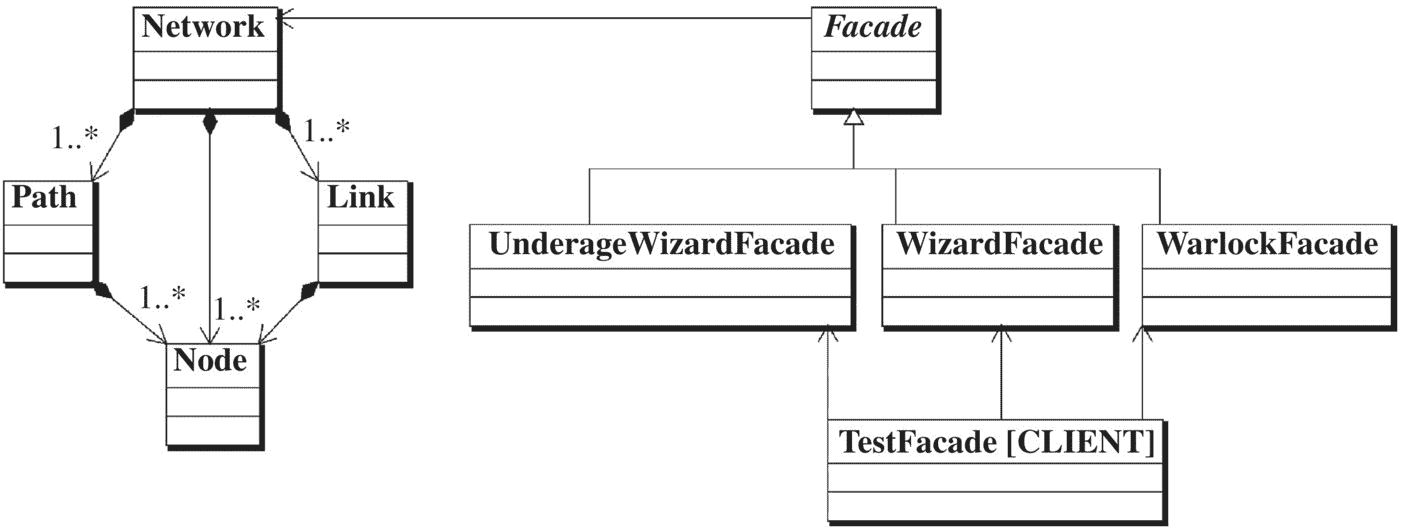 Network
Facade
1..*
1..*
Path
Link
UnderageWizardFacade
WizardFacade
WarlockFacade
1..*
1..*
Node
TestFacade [CLIENT]